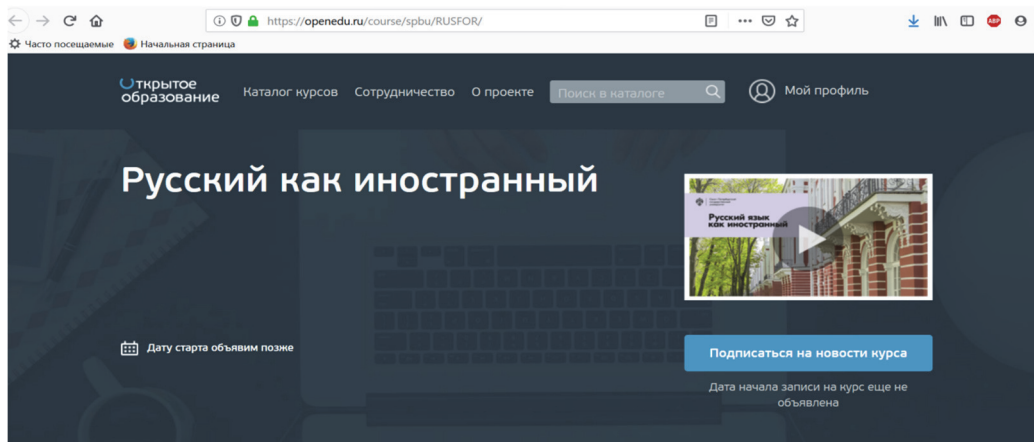 https://openedu.ru/course/spbu/RUSFOR/
ABP
Часто посещаемые Начальная страница
Открытое
образование
Каталог курсов Сотрудничество О проекте Поиск в каталоге Мой профиль
Русский как иностранный
Русский язык
как иностранный
Дату старта объявим позже
Подписаться на новости курса
Дата начала записи на курс еще не
объявлена